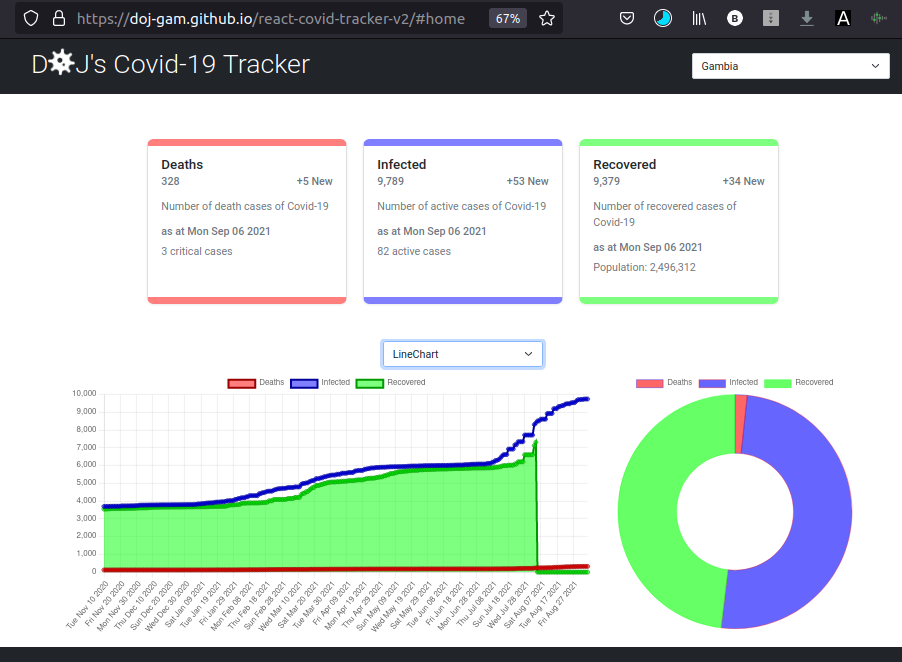 https://doj-gam.github.io/react-covid-tracker-v2/#home 67%
D J's Covid-19 Tracker
Gambia
Deaths
328 +5 New
Number of death cases of Covid-19
as at Mon Sep 06 2021
3 critical cases
Infected
9,789 +53 New
Number of active cases of Covid-19
as at Mon Sep 06 2021
82 active cases
Recovered
9,379 +34 New
Number of recovered cases of
Covid-19
as at Mon Sep 06 2021
Population: 2,496,312
LineChart
Deaths Infected Recovered
10,000
9,000
8,000
7,000
6,000
5,000
4,000
3,000
2,000
1,000
0
Tue Nov 10 2020
Fri Nov 20 2020
Mon Nov 30 2020
Thu Dec 10 2020
Sun Dec 20 2020
Wed Dec 30 2020
Sat Jan 09 2021
Tue Jan 19 2021
Fri Jan 29 2021
Mon Feb 08 2021
Thu Feb 18 2021
Sun Feb 28 2021
Wed Mar 10 2021
Sat Mar 20 2021
Tue Mar 30 2021
Fri Apr 09 2021
Mon Apr 19 2021
Thu Apr 29 2021
Sun May 09 2021
Wed May 19 2021
Sat May 29 2021
Tue Jun 08 2021
Fri Jun 18 2021
Mon Jun 28 2021
Thu Jul 08 2021
Sun Jul 18 2021
Wed Jul 28 2021
Sat Aug 07 2021
Tue Aug 17 2021
Fri Aug 27 2021
Deaths Infected Recovered